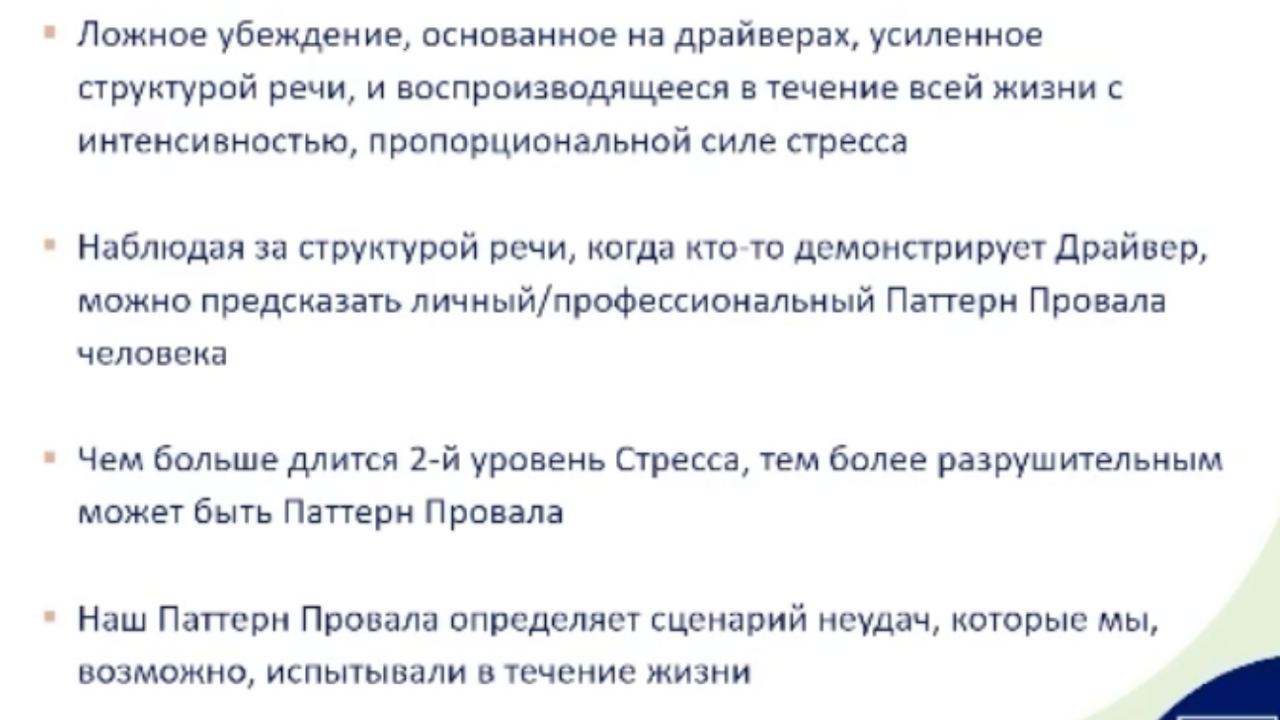 Ложное убеждение, основанное на драйверах, усиленное
структурой речи, и воспроизводящееся в течение всей жизни с
интенсивностью, пропорциональной силе стресса
Наблюдая за структурой речи, когда кто-то демонстрирует Драйвер,
можно предсказать личный/профессиональный Паттерн Провала
человека
Чем больше длится 2-й уровень Стресса, тем более разрушительным
может быть Паттерн Провала
Наш Паттерн Провала определяет сценарий неудач, которые мы,
возможно, испытывали в течение жизни